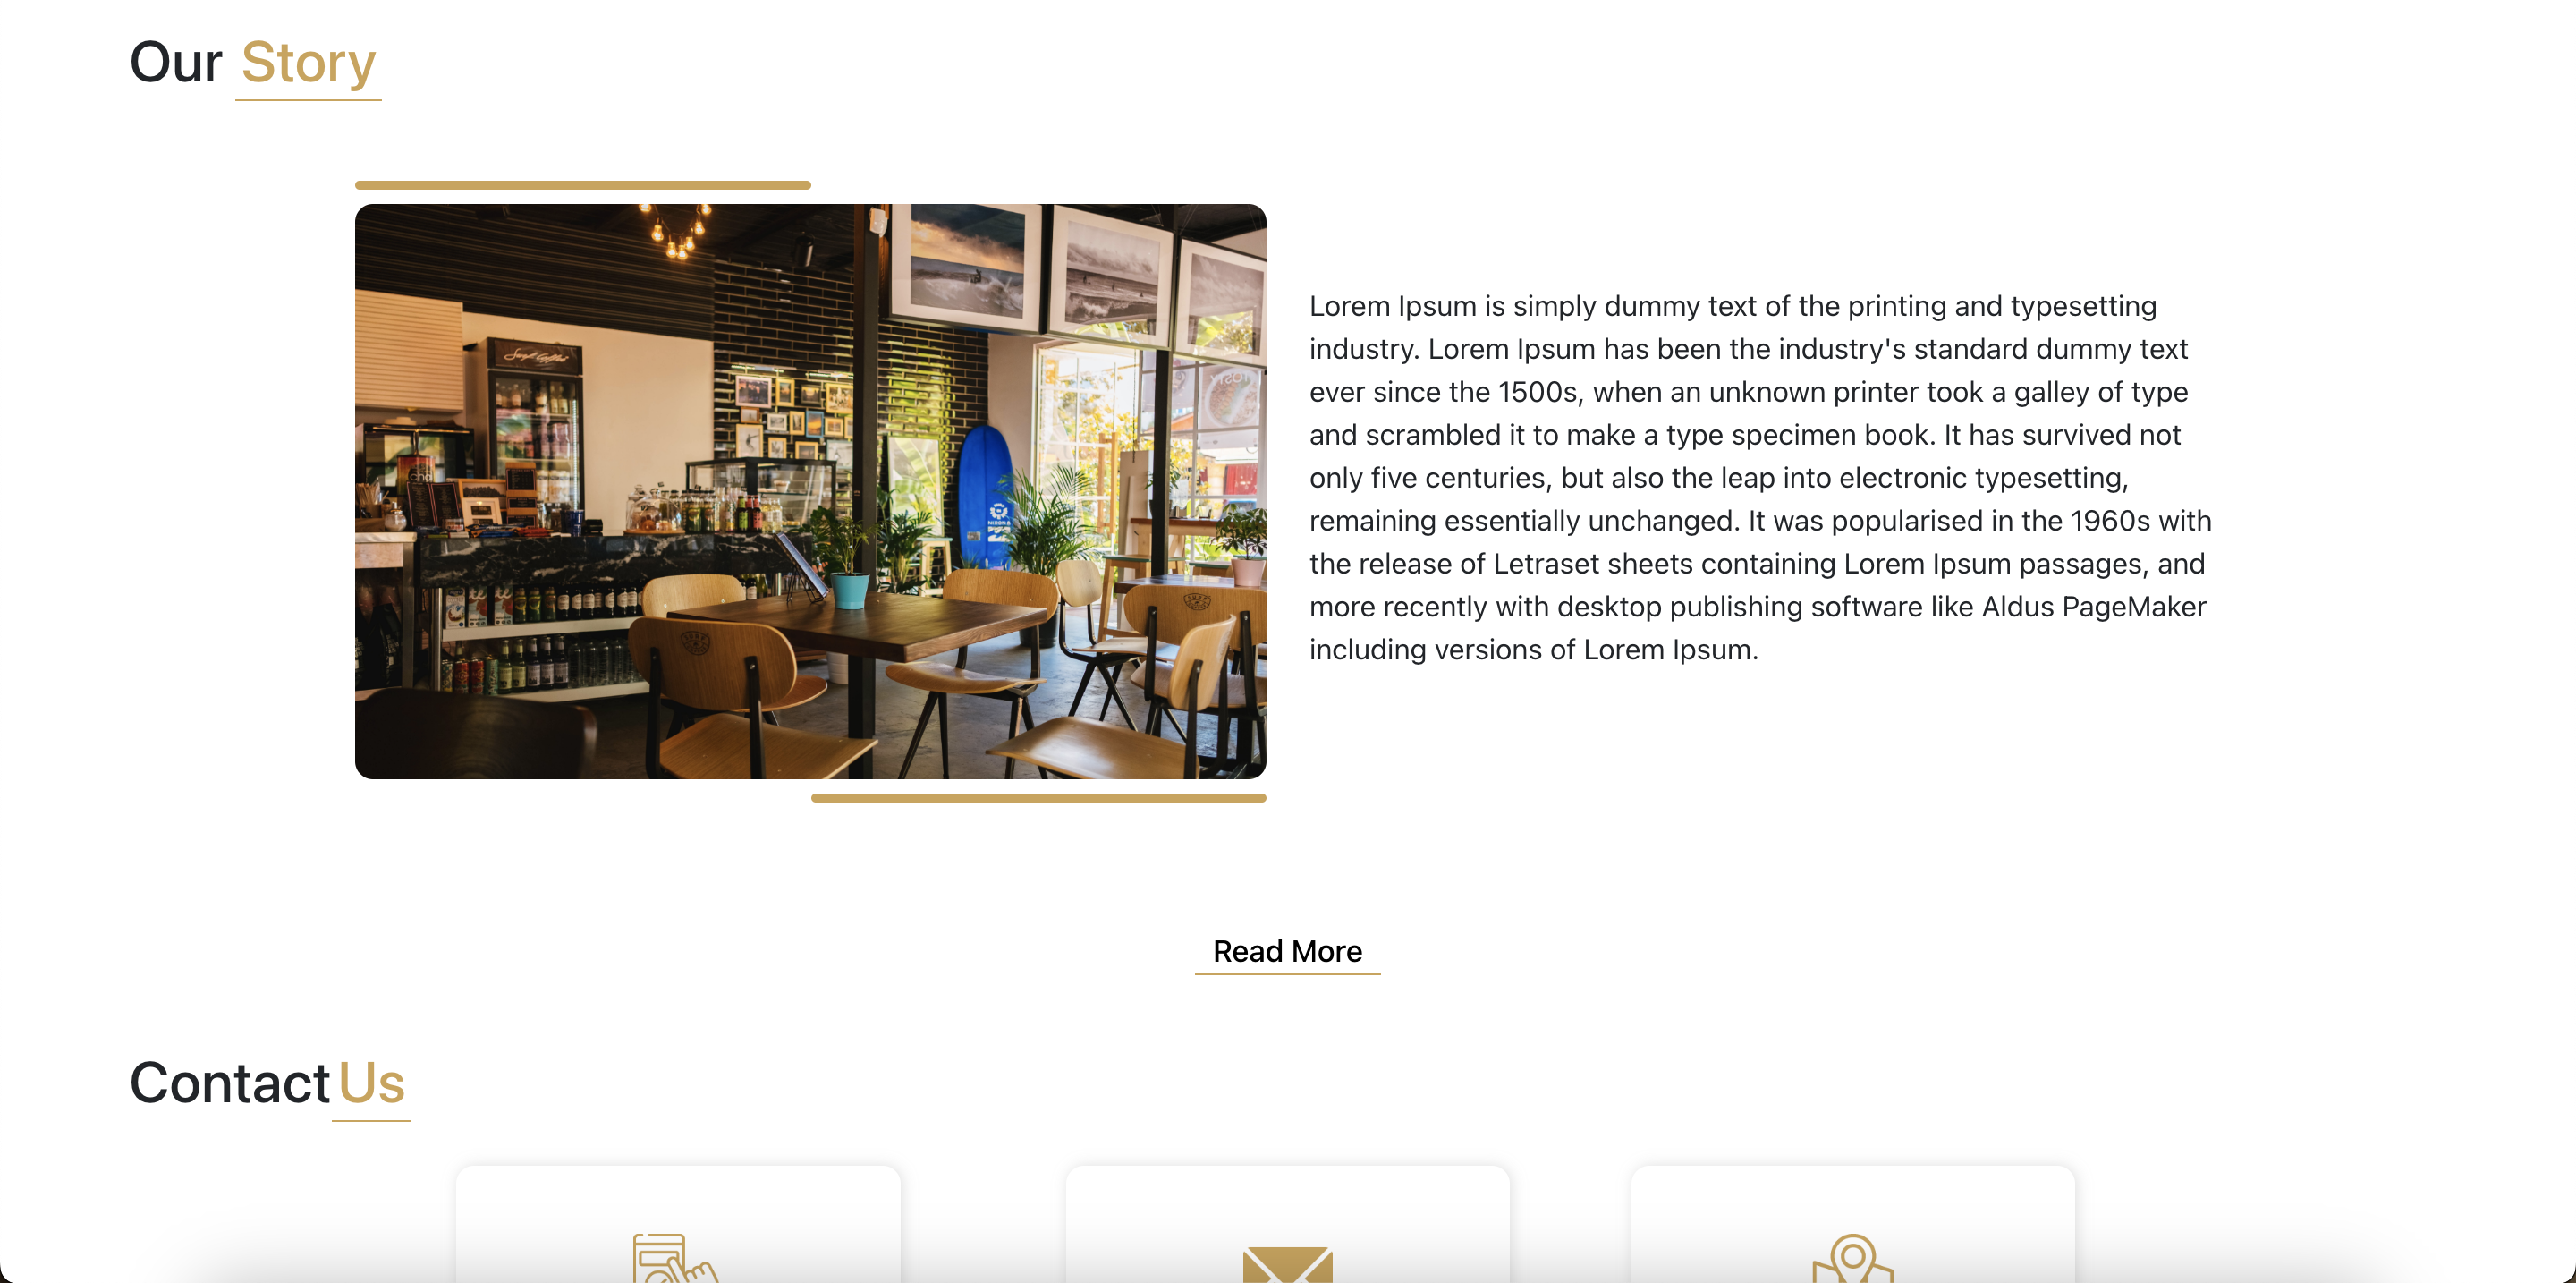 Our Story
Surf Coffee
NIXON
Lorem Ipsum is simply dummy text of the printing and typesetting
industry. Lorem Ipsum has been the industry's standard dummy text
ever since the 1500s, when an unknown printer took a galley of type
and scrambled it to make a type specimen book. It has survived not
only five centuries, but also the leap into electronic typesetting,
remaining essentially unchanged. It was popularised in the 1960s with
the release of Letraset sheets containing Lorem Ipsum passages, and
more recently with desktop publishing software like Aldus PageMaker
including versions of Lorem Ipsum.
Read More
Contact Us